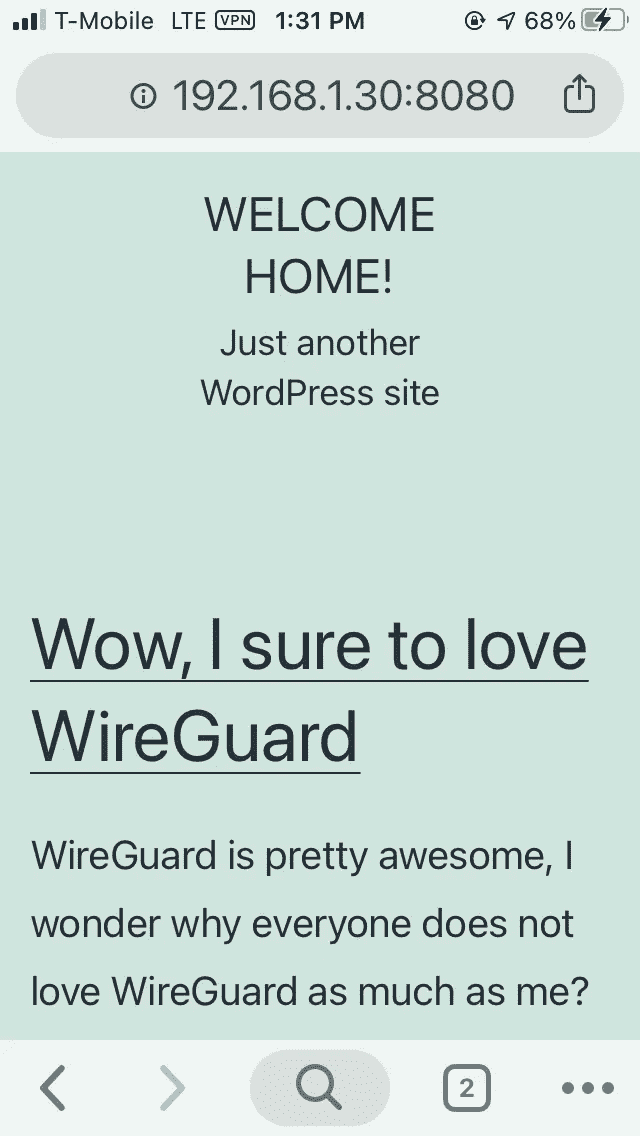 T-Mobile LTE VPN 1:31 PM 68%
192.168.1.30:8080
WELCOME
HOME!
Just another
WordPress site
Wow, I sure to love
WireGuard
WireGuard is pretty awesome, I
wonder why everyone does not
love WireGuard as much as me?
2